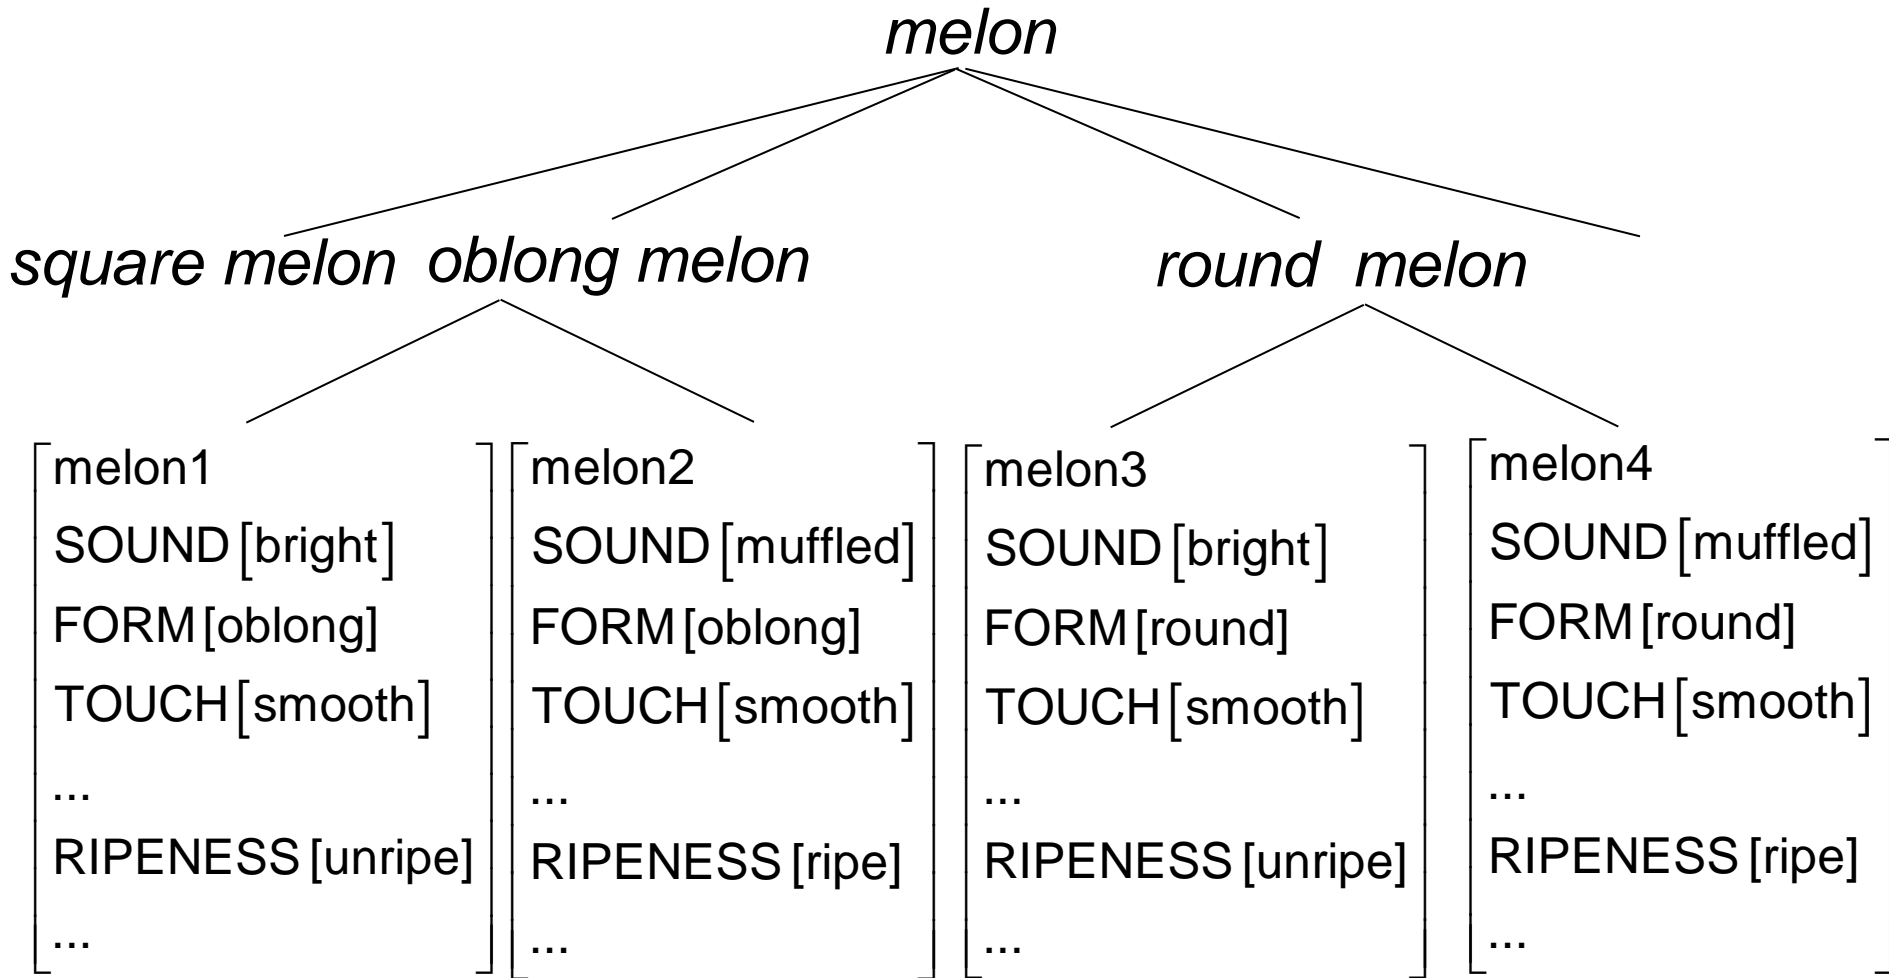 melon
square melon oblong melon round melon
melon1
SOUND [bright]
FORM [oblong]
TOUCH [smooth]
...
RIPENESS [unripe]
...
melon2
SOUND [muffled]
FORM [oblong]
TOUCH [smooth]
...
RIPENESS [ripe]
...
melon3
SOUND [bright]
FORM [round]
TOUCH [smooth]
...
RIPENESS [unripe]
...
melon4
SOUND [muffled]
FORM [round]
TOUCH [smooth]
...
RIPENESS [ripe]
...